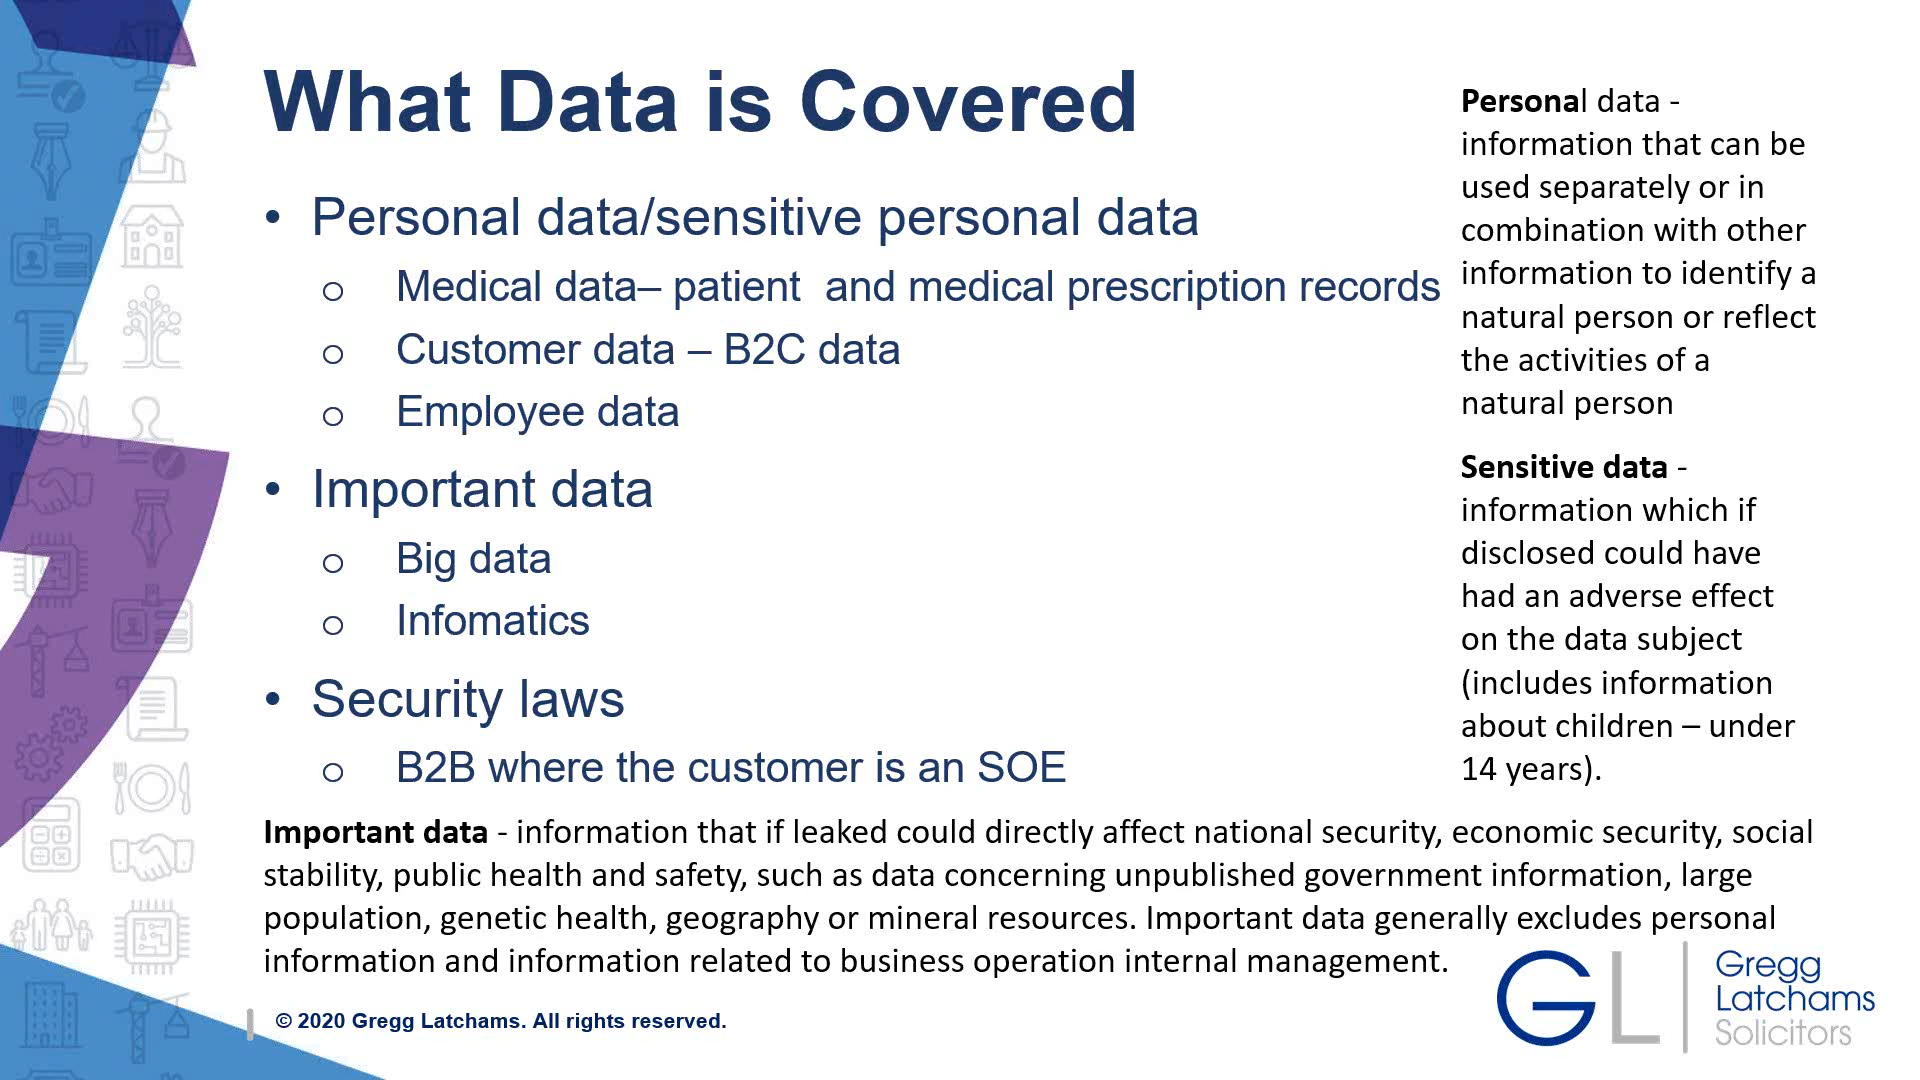 What Data is Covered
• Personal data/sensitive personal data
o Medical data– patient and medical prescription records
o Customer data – B2C data
o Employee data
• Important data
o Big data
o Infomatics
• Security laws
o B2B where the customer is an SOE
Personal data -
information that can be
used separately or in
combination with other
information to identify a
natural person or reflect
the activities of a
natural person
Sensitive data -
information which if
disclosed could have
had an adverse effect
on the data subject
(includes information
about children – under
14 years).
Important data - information that if leaked could directly affect national security, economic security, social
stability, public health and safety, such as data concerning unpublished government information, large
population, genetic health, geography or mineral resources. Important data generally excludes personal
information and information related to business operation internal management.
© 2020 Gregg Latchams. All rights reserved.
GL
Gregg
Latchams
Solicitors